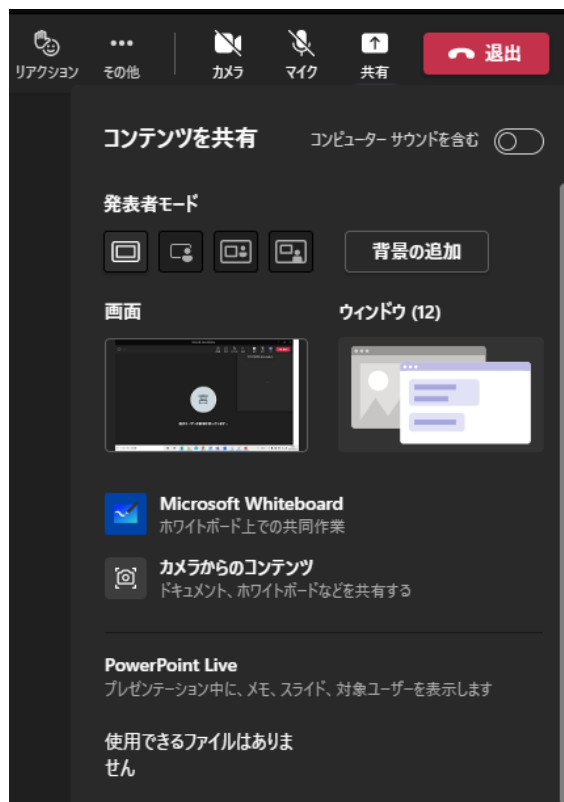 リアクション
その他
カメラ
マイク
共有
退出
コンテンツを共有
コンピューター サウンドを含む
発表者モード
背景の追加
画面
ウィンドウ (12)
宮
Microsoft Whiteboard
ホワイトボード上での共同作業
カメラからのコンテンツ
ドキュメント、ホワイトボードなどを共有する
PowerPoint Live
プレゼンテーション中に、メモ、スライド、対象ユーザーを表示します
使用できるファイルはありま
せん